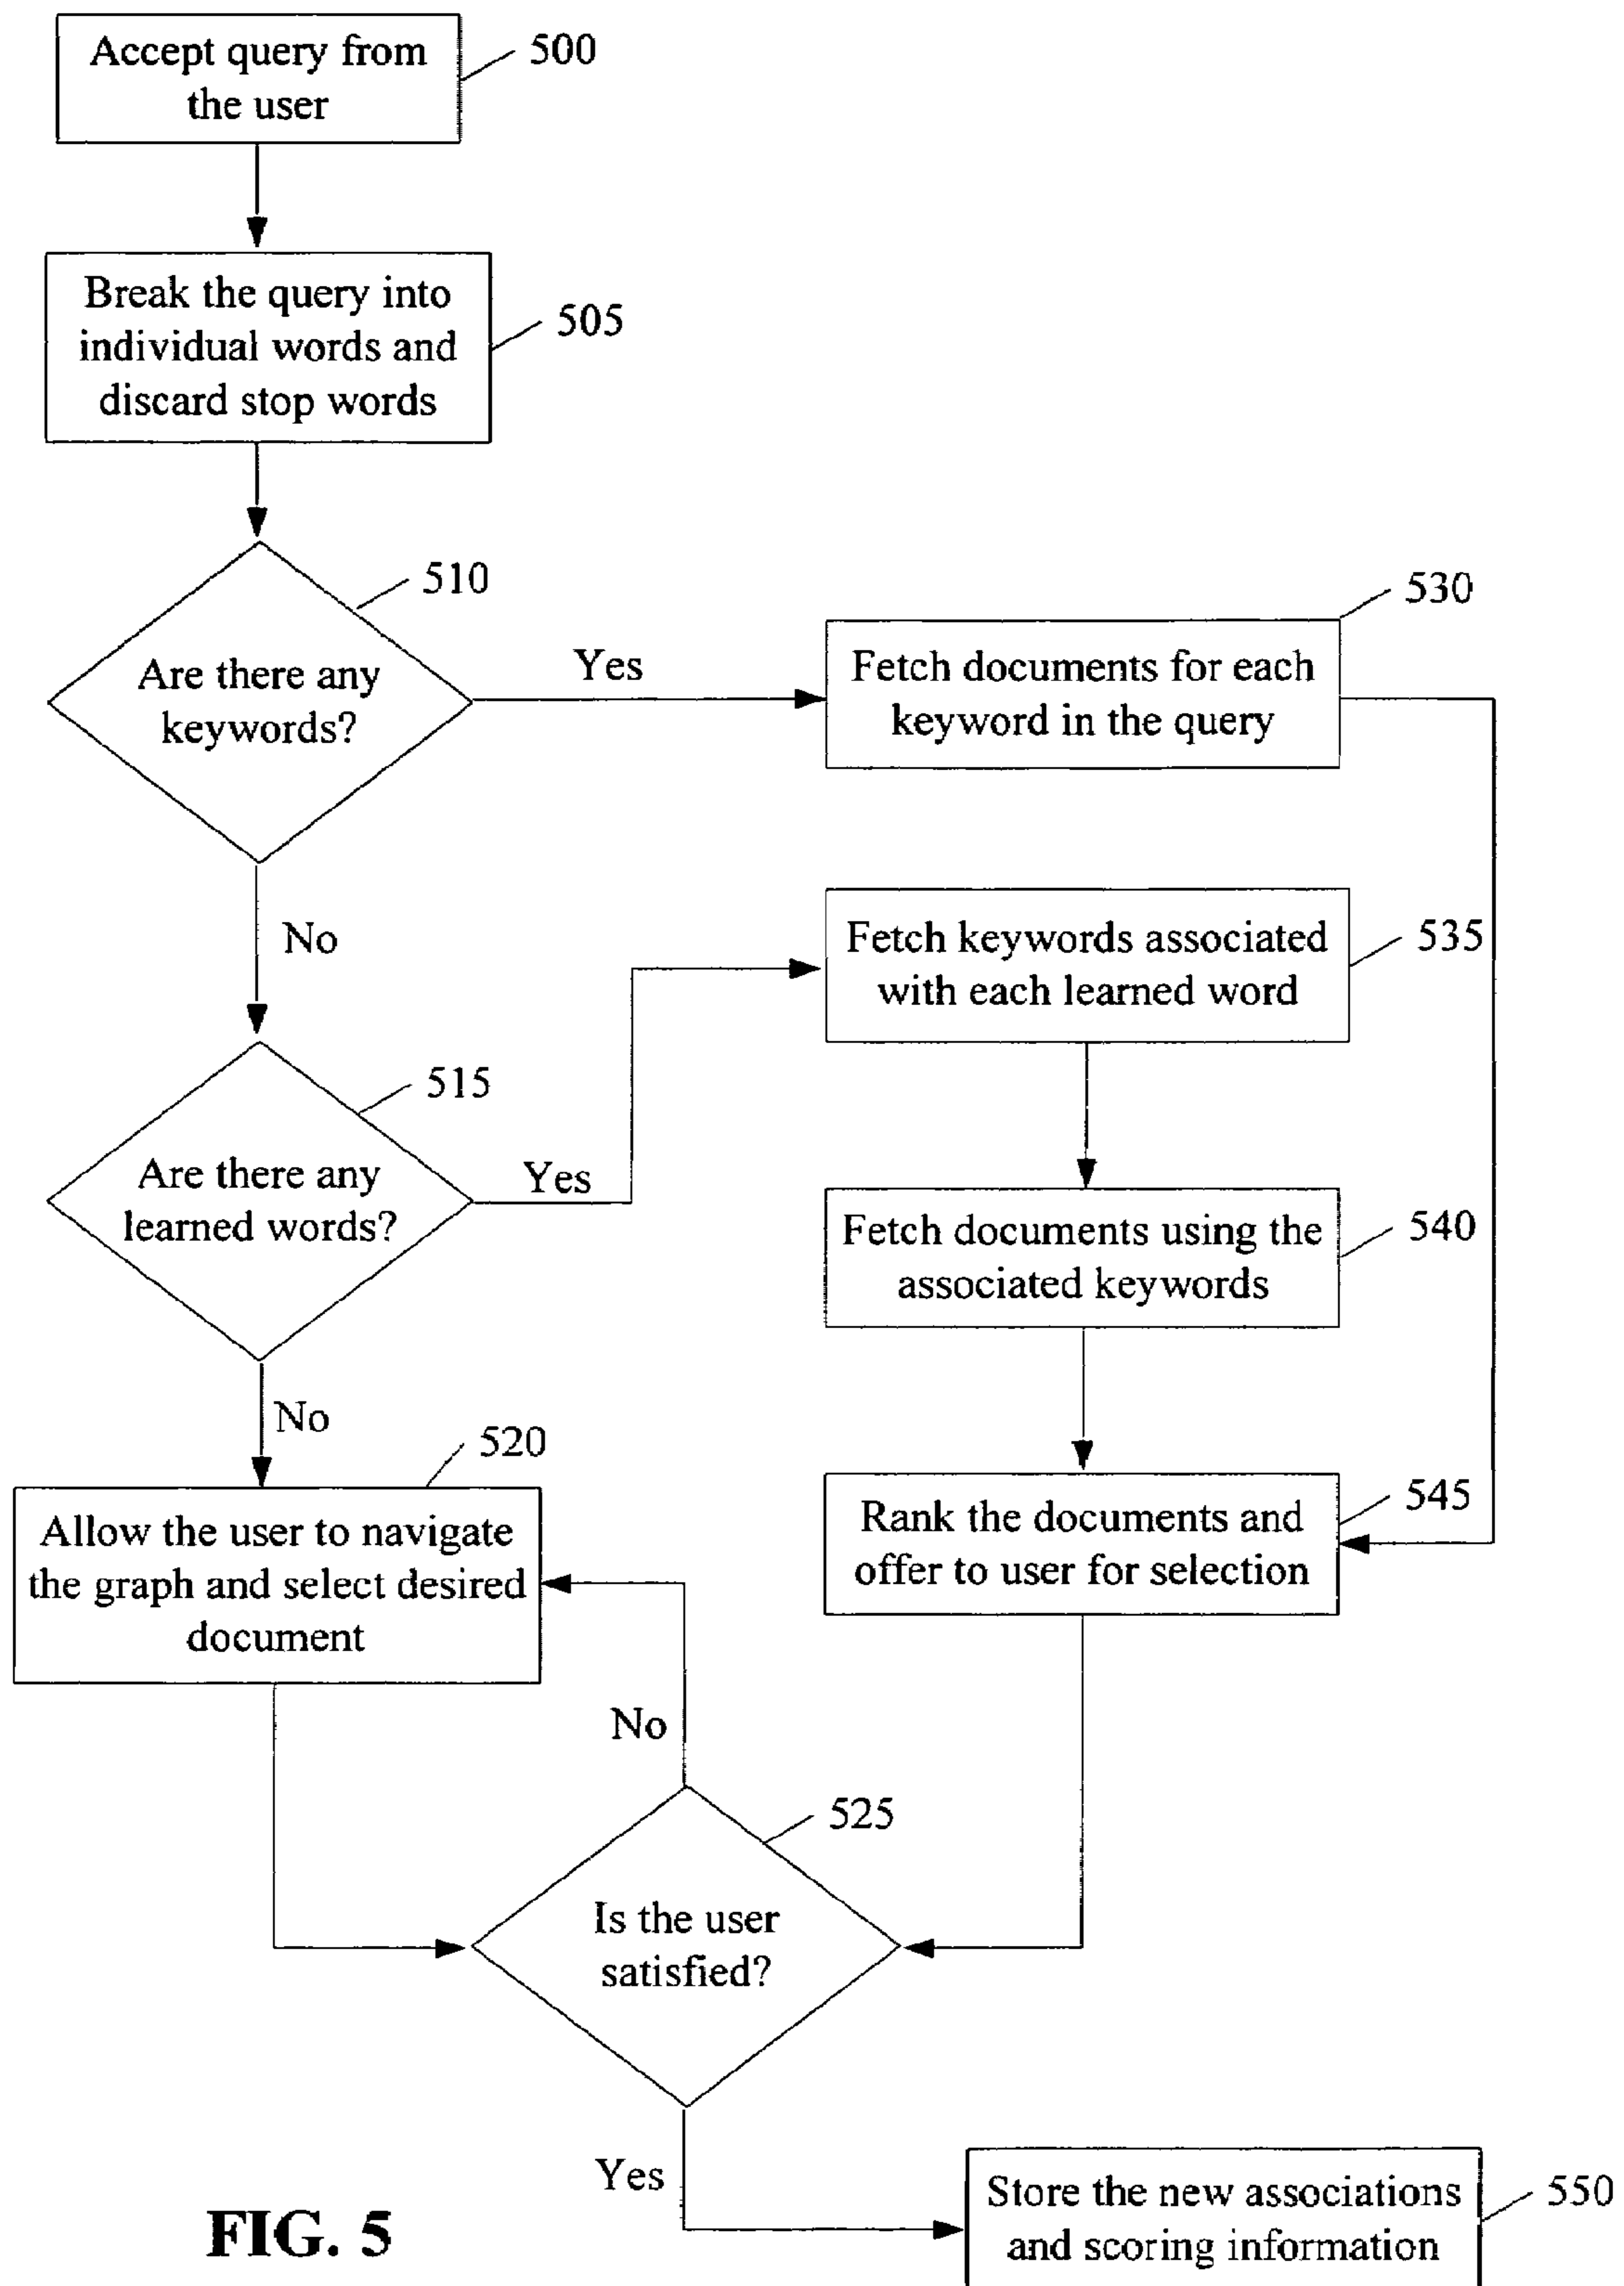 Accept query from
the user
500
Break the query into
individual words and
discard stop words
505
510
Are there any
keywords?
Yes
530
Fetch documents for each
keyword in the query
No
Fetch keywords associated
with each learned word
535
515
Are there any
learned words?
Yes
Fetch documents using the
associated keywords
540
No
520
Allow the user to navigate
the graph and select desired
document
Rank the documents and
offer to user for selection
545
No
525
Is the user
satisfied?
Yes
Store the new associations
and scoring information
550
FIG. 5